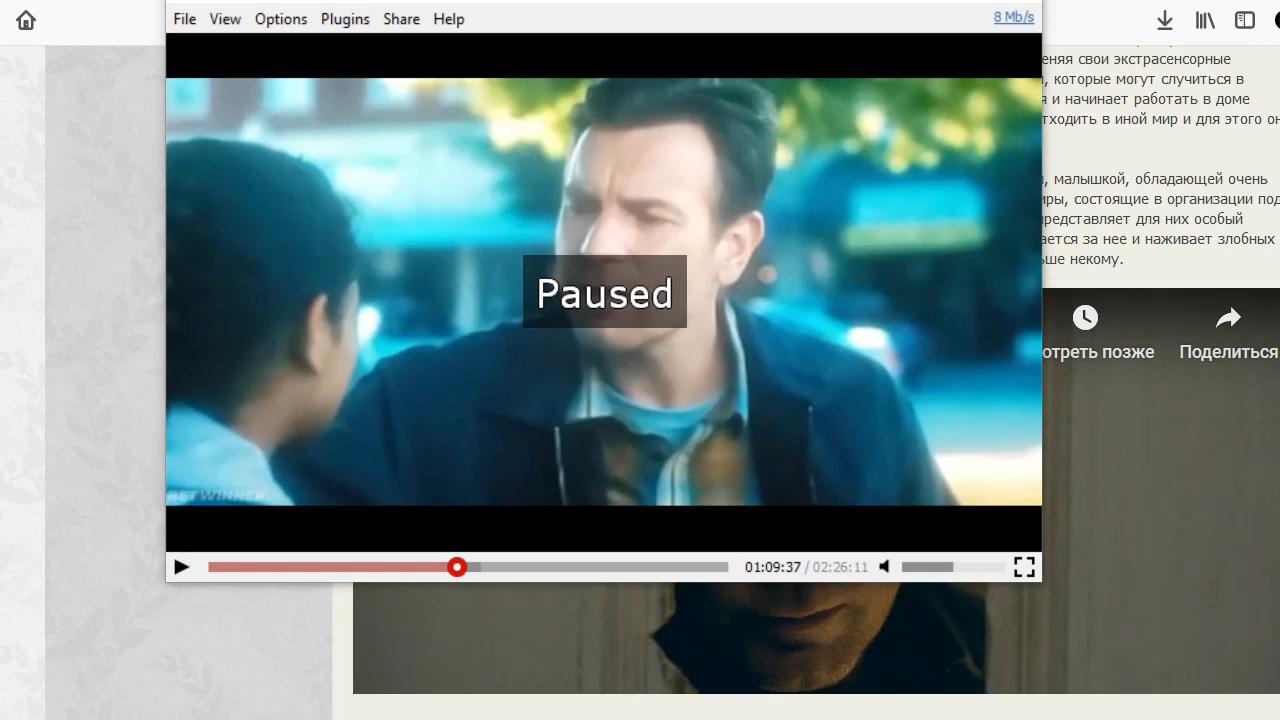 File View Options Plugins Share Help 8 Mb/s
еняя свои экстрасенсорные
, которые могут случиться в
я и начинает работать в доме
тходить в иной мир и для этого он
, малышкой, обладающей очень
иры, состоящие в организации под
представляет для них особый
ается за нее и наживает злобных
ьше некому.
Paused
отреть позже Поделиться
BETWINNER
01:09:37 / 02:26:11